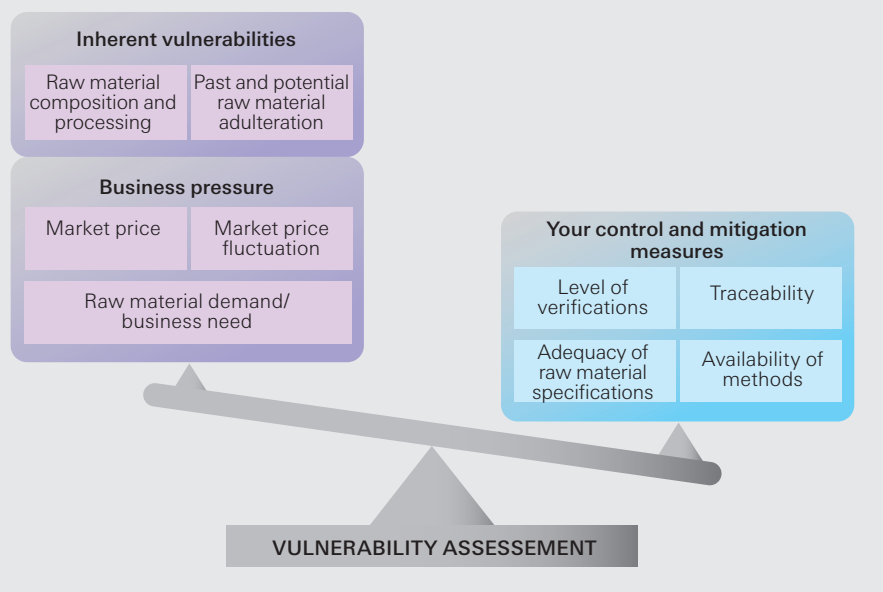 Inherent vulnerabilities
Raw material
composition and
processing
Past and potential
raw material
adulteration
Business pressure
Market price
Market price
fluctuation
Raw material demand/
business need
Your control and mitigation
measures
Level of
verifications
Traceability
Adequacy of
raw material
specifications
Availability of
methods
VULNERABILITY ASSESSEMENT